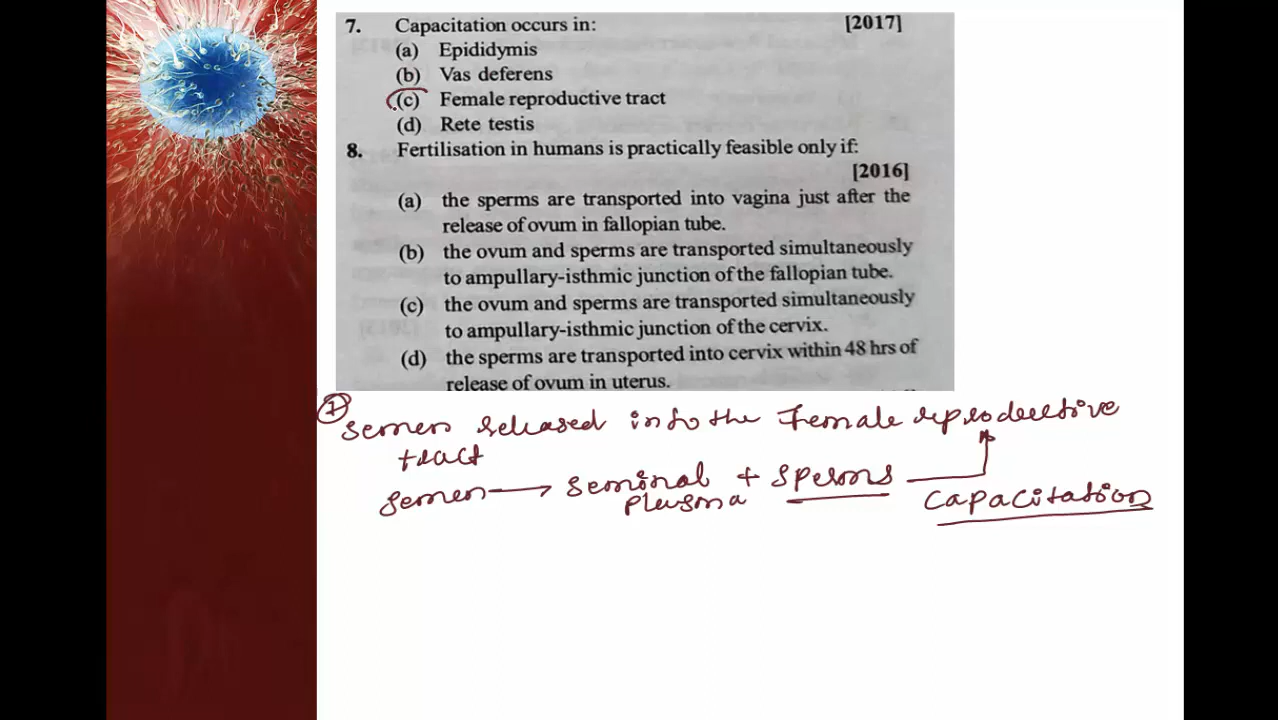 7. Capacitation occurs in: [2017]
(a) Epididymis
(b) Vas deferens
(c) Female reproductive tract
(d) Rete testis
8. Fertilisation in humans is practically feasible only if:
[2016]
(a) the sperms are transported into vagina just after the
release of ovum in fallopian tube.
(b) the ovum and sperms are transported simultaneously
to ampullary-isthmic junction of the fallopian tube.
(c) the ovum and sperms are transported simultaneously
to ampullary-isthmic junction of the cervix.
(d) the sperms are transported into cervix within 48 hrs of
release of ovum in uterus.
7 semen released into the Female reproductive
tract
semen → seminal + sperms
plasma
capacitation